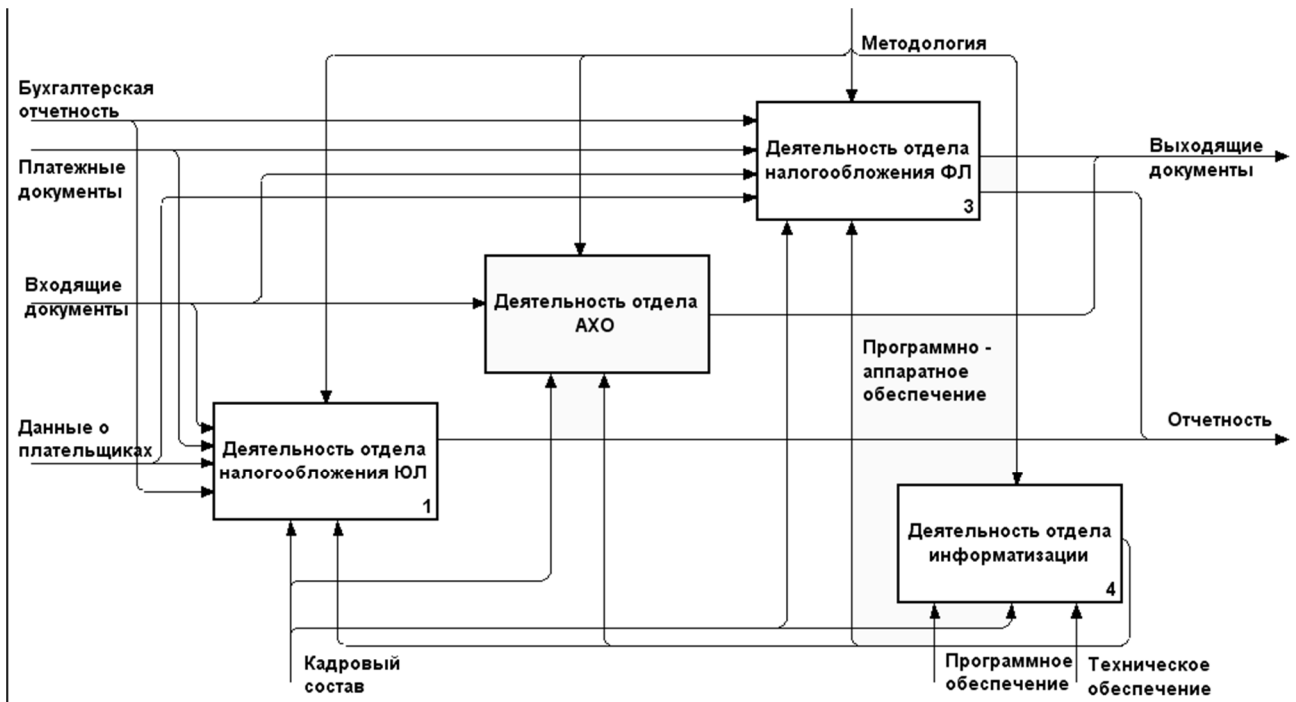 Методология
Бухгалтерская
отчетность
Деятельность отдела
налогообложения ФЛ
3
Выходящие
документы
Платежные
документы
Входящие
документы
Деятельность отдела
АХО
Программно -
аппаратное
обеспечение
Данные о
плательщиках
Деятельность отдела
налогообложения ЮЛ
1
Отчетность
Деятельность отдела
информатизации
4
Кадровый
состав
Программное
обеспечение
Техническое
обеспечение